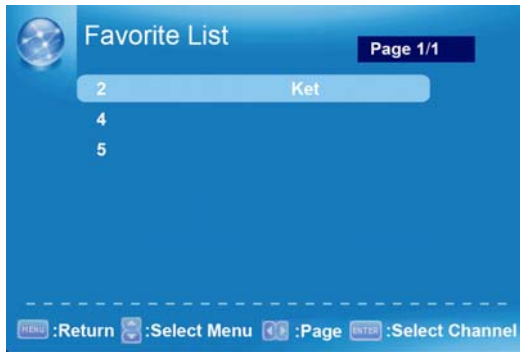 Favorite List
Page 1/1
2 Ket
4
5
MENU :Return :Select Menu :Page ENTER :Select Channel